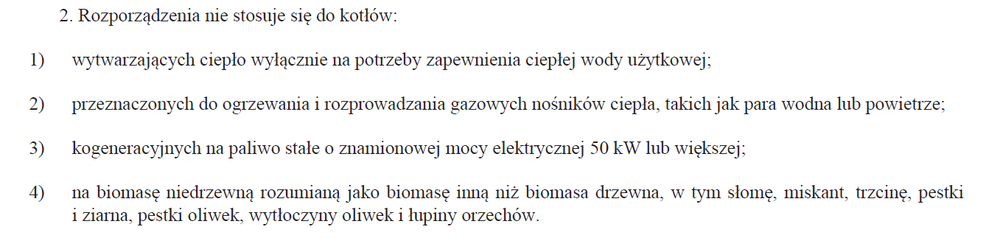 2. Rozporządzenia nie stosuje się do kotłów:
1) wytwarzających ciepło wyłącznie na potrzeby zapewnienia ciepłej wody użytkowej;
2) przeznaczonych do ogrzewania i rozprowadzania gazowych nośników ciepła, takich jak para wodna lub powietrze;
3) kogeneracyjnych na paliwo stałe o znamionowej mocy elektrycznej 50 kW lub większej;
4) na biomasę niedrzewną rozumianą jako biomasę inną niż biomasa drzewna, w tym słomę, miskant, trzcinę, pestki
i ziarna, pestki oliwek, wytłoczyny oliwek i łupiny orzechów.